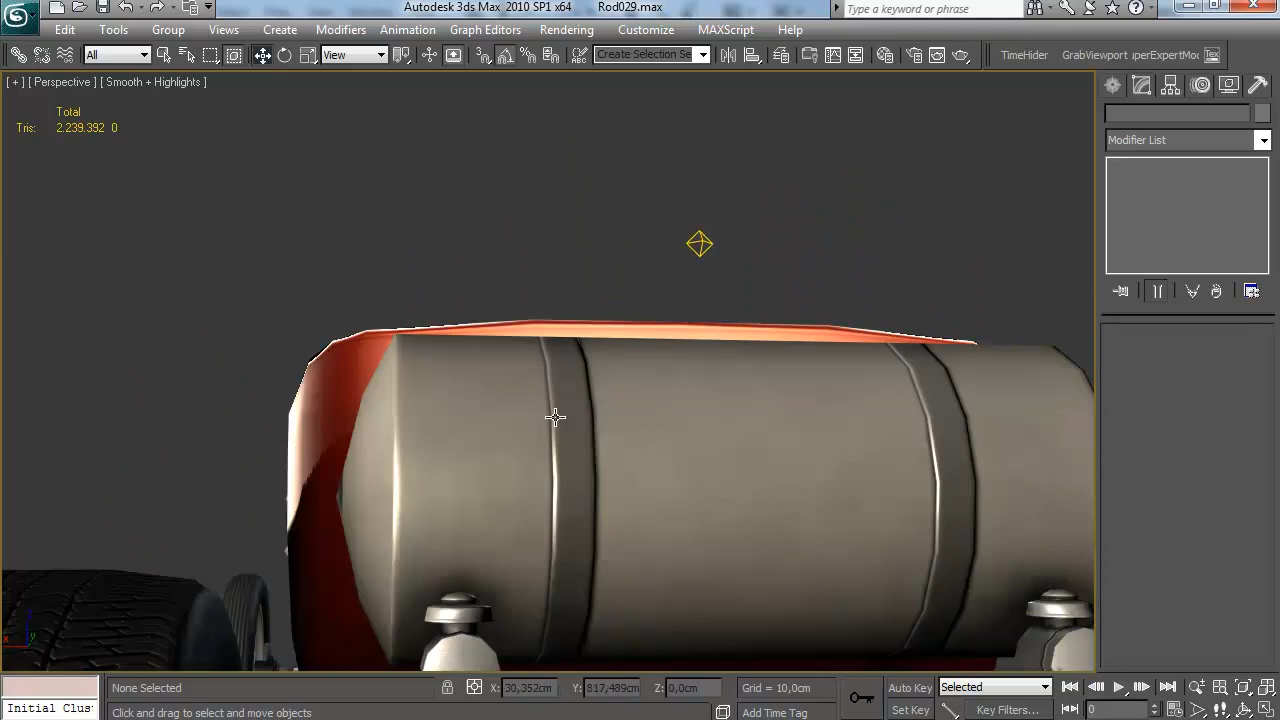 Autodesk 3ds Max 2010 SP1 x64 Rod029.max
Type a keyword or phrase
Edit Tools Group Views Create Modifiers Animation Graph Editors Rendering Customize MAXScript Help
All View Create Selection Se TimeHider GrabViewport iperExpertMoc
[ + ] [ Perspective ] [ Smooth + Highlights ]
Total
Tris: 2.239.392 0
Modifier List
x y
None Selected X: 30,352cm Y: 817,489cm Z: 0,0cm Grid = 10,0cm Auto Key Selected
Initial Clus Click and drag to select and move objects Add Time Tag Set Key Key Filters... 0